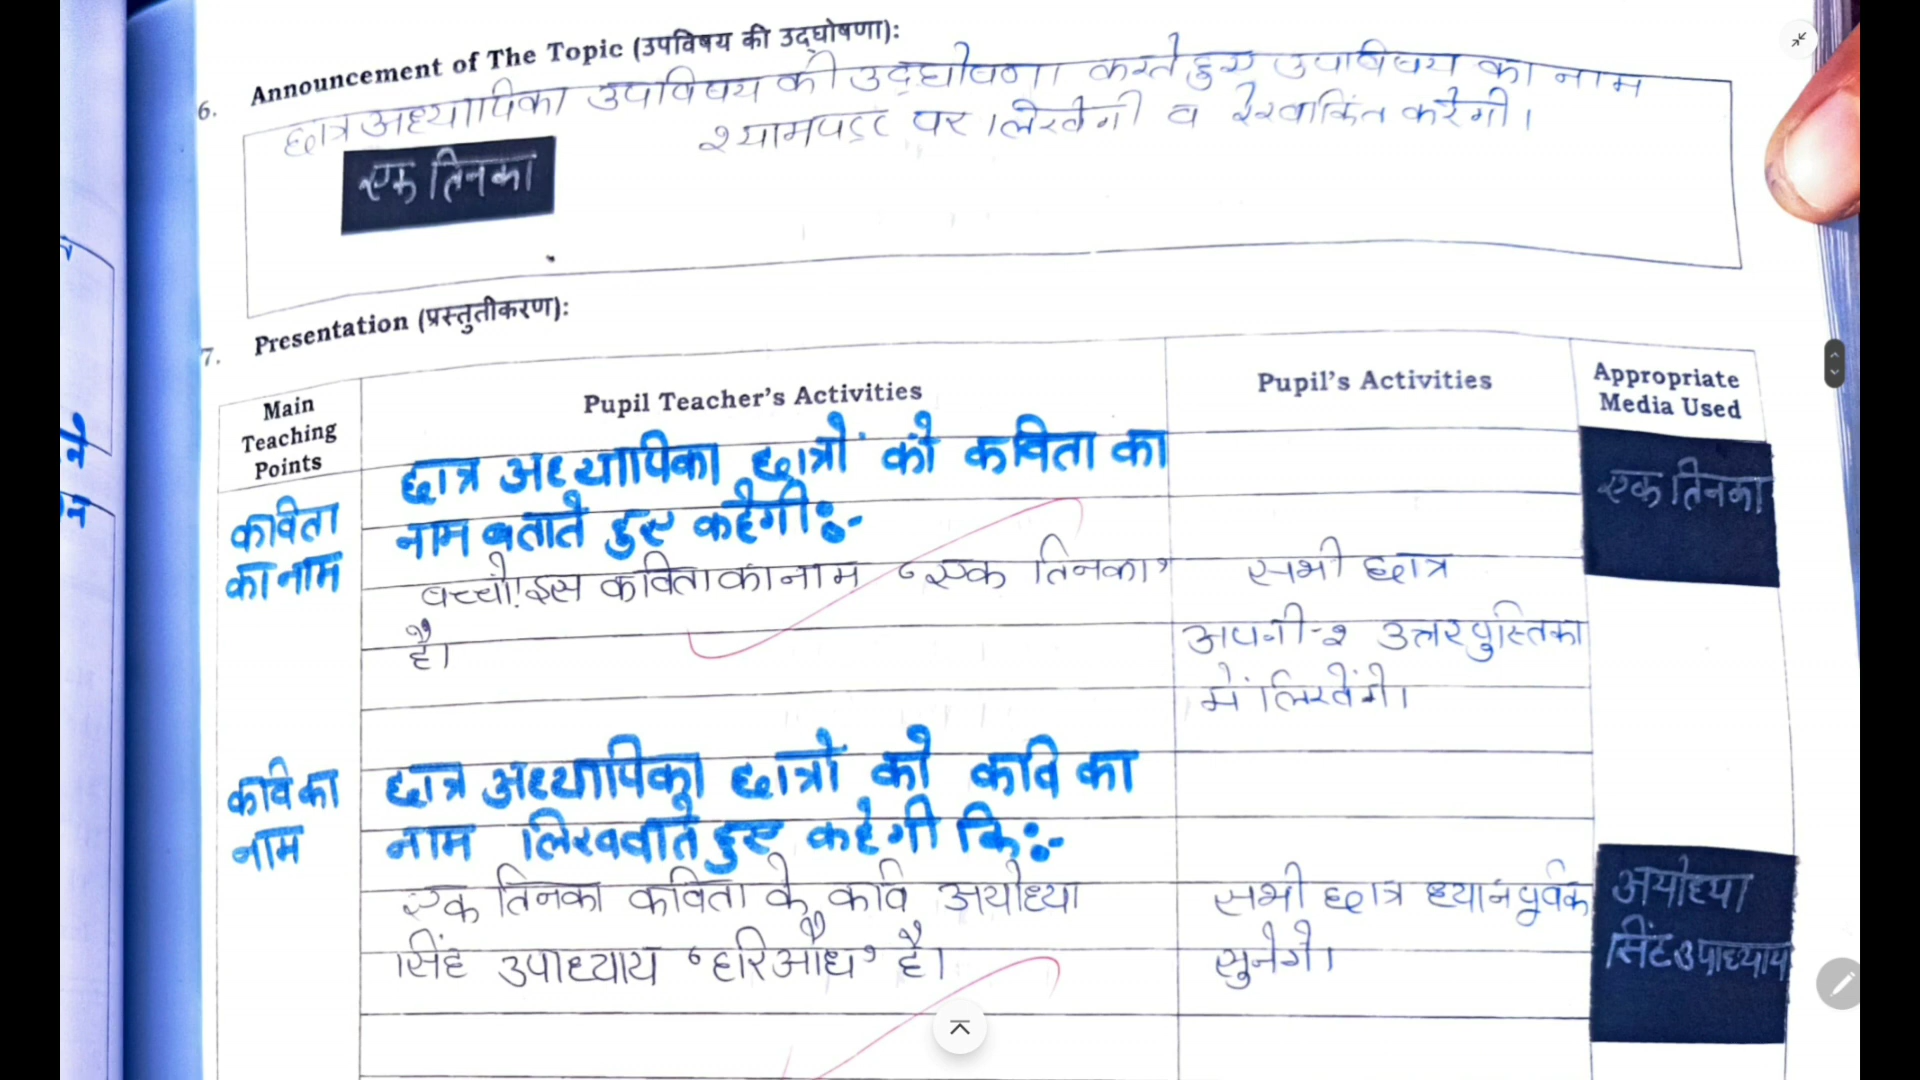 6. Announcement of The Topic (उपविषय की उद्घोषणा):
छात्र अध्यापिका उपविषय की उद्घोषणा करते हुए उपविषय का नाम
श्यामपट्ट पर लिखेगी व रेखांकित करेगी।
एक तिनका
7. Presentation (प्रस्तुतीकरण):
Main
Teaching
Points
Pupil Teacher's Activities
Pupil's Activities
Appropriate
Media Used
कविता
का नाम
छात्र अध्यापिका छात्रों को कविता का
नाम बताते हुए कहेगी:-
बच्चों! इस कविता का नाम 'एक तिनका'
है।
सभी छात्र
अपनी-२ उत्तरपुस्तिका
में लिखेंगे।
एक तिनका
कवि का
नाम
छात्र अध्यापिका छात्रों को कवि का
नाम लिखवाते हुए कहेगी कि:-
एक तिनका कविता के कवि अयोध्या
सिंह उपाध्याय 'हरिऔध' है।
सभी छात्र ध्यानपूर्वक
सुनेगे।
अयोध्या
सिंह उपाध्याय
ने